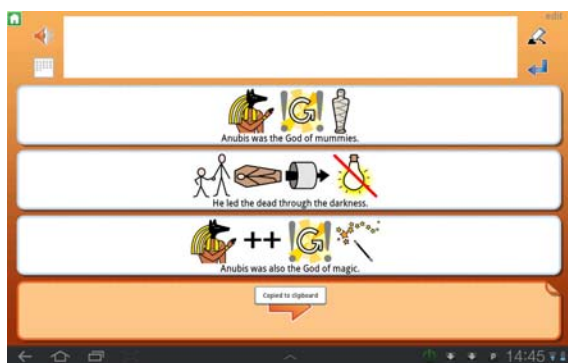 edit
G
Anubis was the God of mummies.
He led the dead through the darkness.
++ G
Anubis was also the God of magic.
Copied to clipboard
P 14:45